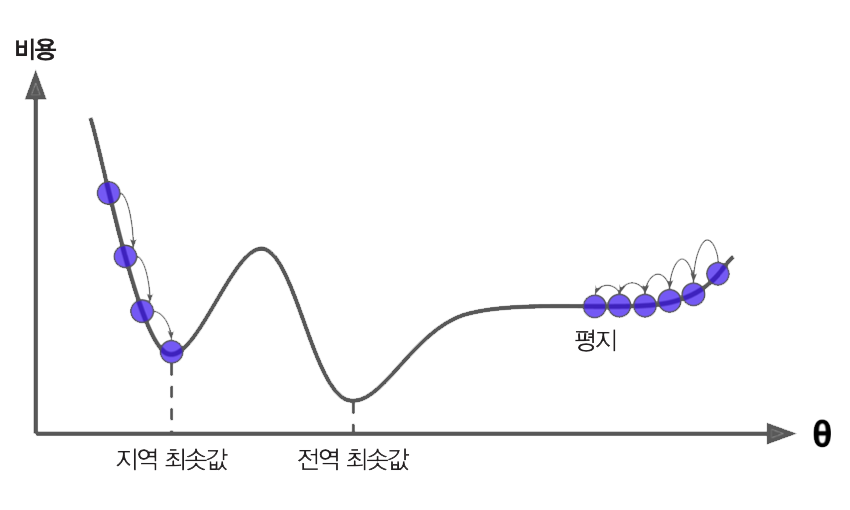 비용
평지
θ
지역 최솟값
전역 최솟값